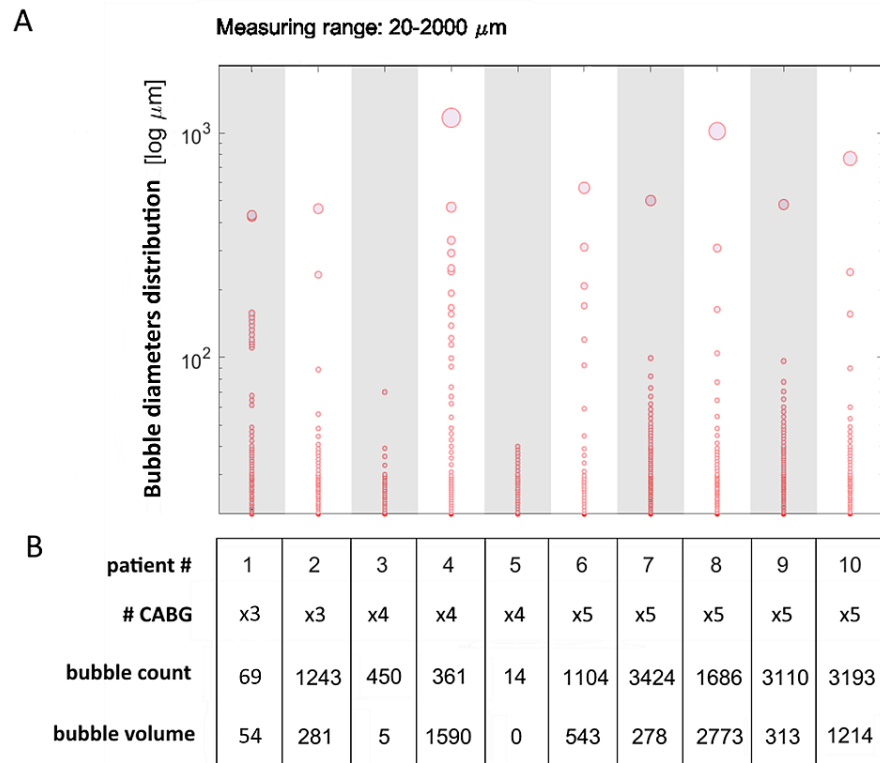 A
Measuring range: 20-2000 μm
Bubble diameters distribution [log μm]
10³
10²
B
patient # 1 2 3 4 5 6 7 8 9 10
# CABG x3 x3 x4 x4 x4 x5 x5 x5 x5 x5
bubble count 69 1243 450 361 14 1104 3424 1686 3110 3193
bubble volume 54 281 5 1590 0 543 278 2773 313 1214